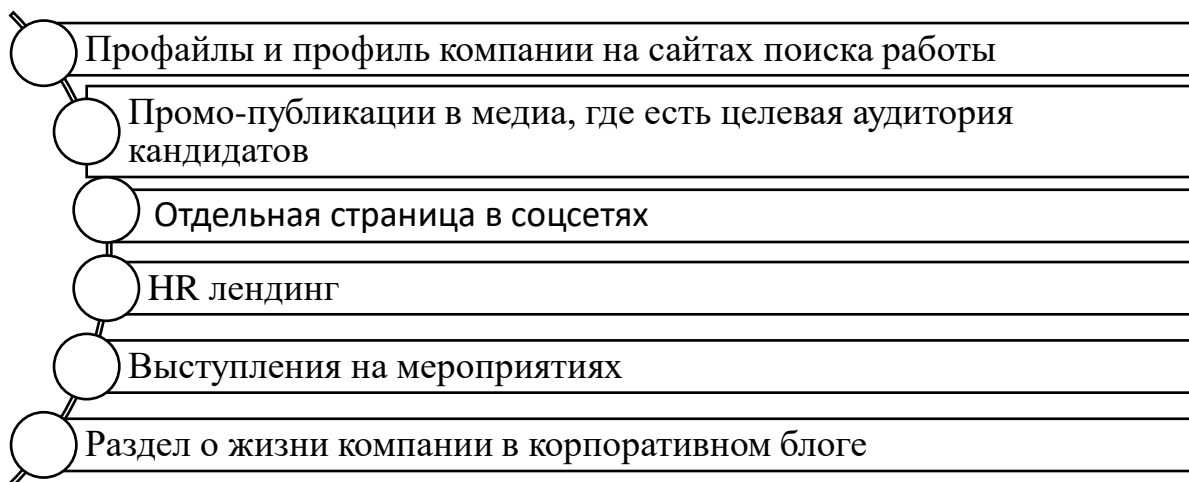 Профайлы и профиль компании на сайтах поиска работы
Промо-публикации в медиа, где есть целевая аудитория
кандидатов
Отдельная страница в соцсетях
HR лендинг
Выступления на мероприятиях
Раздел о жизни компании в корпоративном блоге